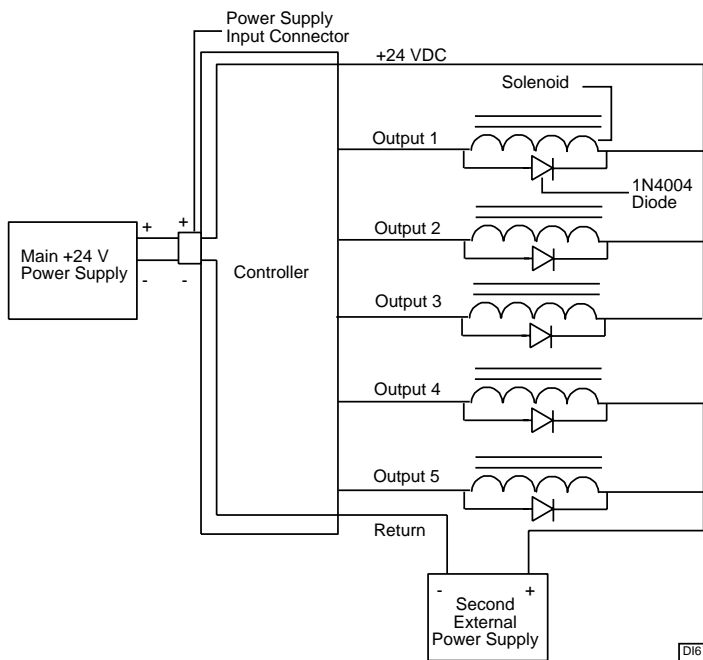 Power Supply
Input Connector
+24 VDC
Solenoid
Output 1
1N4004
Diode
+
+
Output 2
Main +24 V
Power Supply
Controller
-
-
Output 3
Output 4
Output 5
Return
-
+
Second
External
Power Supply
DI6